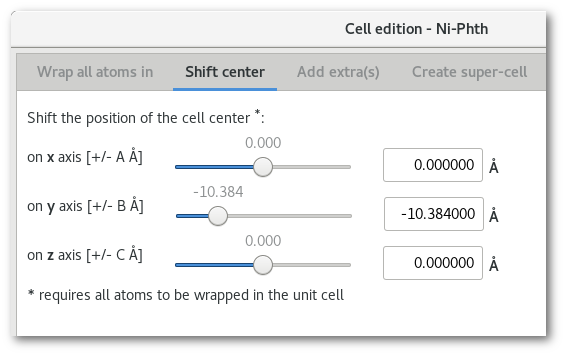 Cell edition - Ni-Phth
Wrap all atoms in Shift center Add extra(s) Create super-cell
Shift the position of the cell center *:
0.000
on x axis [+/- A Å] 0.000000 Å
-10.384
on y axis [+/- B Å] -10.384000 Å
0.000
on z axis [+/- C Å] 0.000000 Å
* requires all atoms to be wrapped in the unit cell